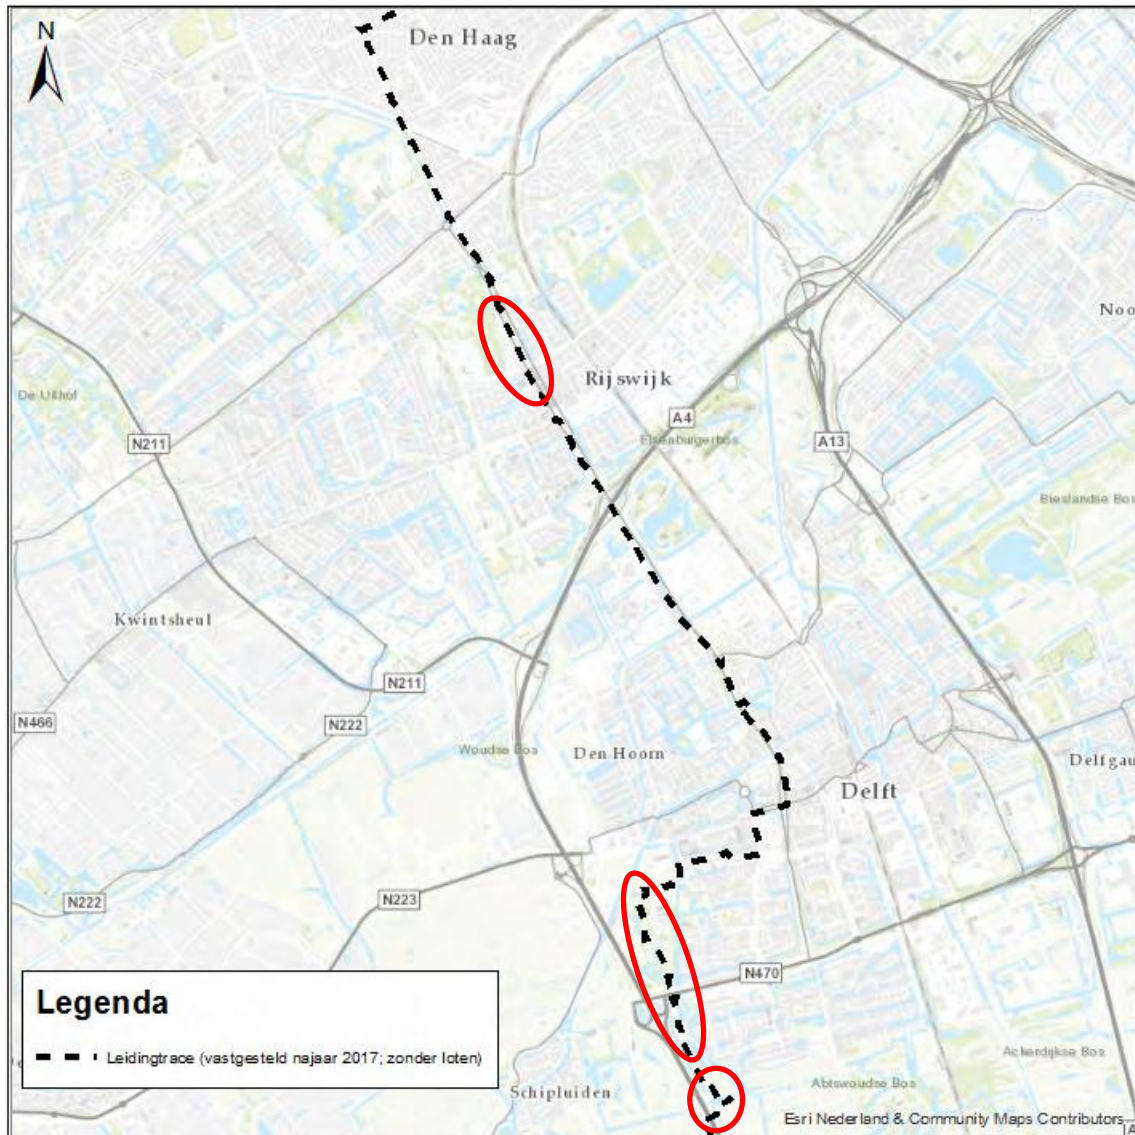 N
Den Haag
Noo
Rijswijk
De Uithof
A4
N211
Elsenburgerbos
A13
Bieslandse Bos
Kwintsheul
N211
N466
N222
Woudse Bos
Den Hoorn
Delfgau
Delft
N222
N223
N470
Legenda
Leidingtrace (vastgesteld najaar 2017; zonder loten)
Ackerdijkse Bos
Schipluiden
Abtswoudse Bos
Esri Nederland & Community Maps Contributors
A